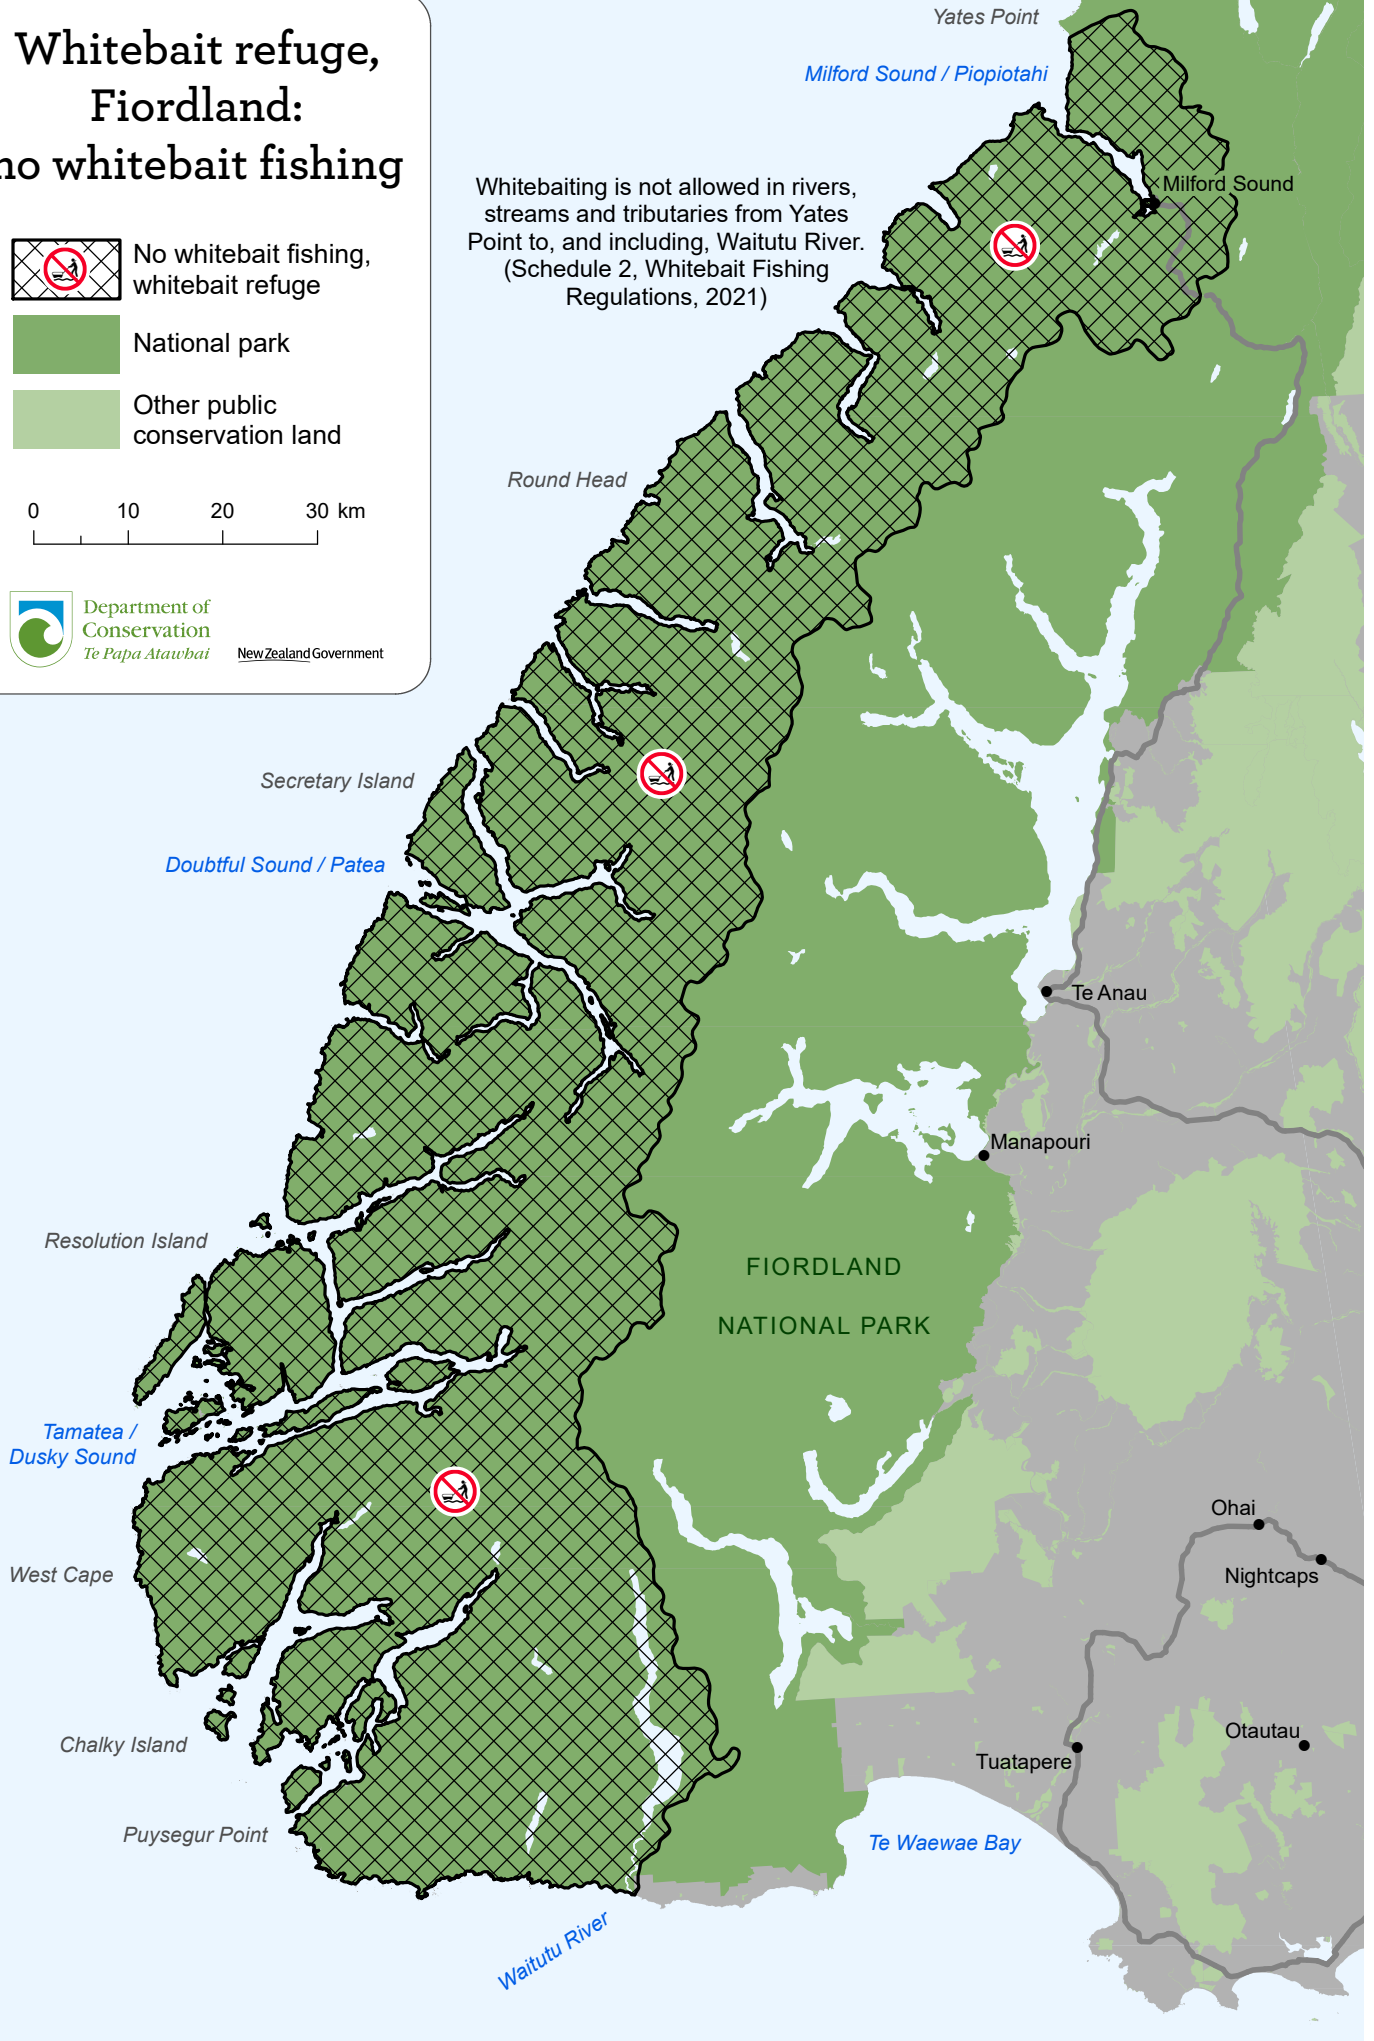 Whitebait refuge,
Fiordland:
no whitebait fishing
No whitebait fishing,
whitebait refuge
National park
Other public
conservation land
0 10 20 30 km
Department of
Conservation
Te Papa Atawhai
New Zealand Government
Yates Point
Milford Sound / Piopiotahi
Whitebaiting is not allowed in rivers,
streams and tributaries from Yates
Point to, and including, Waitutu River.
(Schedule 2, Whitebait Fishing
Regulations, 2021)
Milford Sound
Round Head
Secretary Island
Doubtful Sound / Patea
Te Anau
Manapouri
Resolution Island
FIORDLAND
NATIONAL PARK
Tamatea /
Dusky Sound
Ohai
West Cape
Nightcaps
Chalky Island
Otautau
Tuatapere
Puysegur Point
Te Waewae Bay
Waitutu River